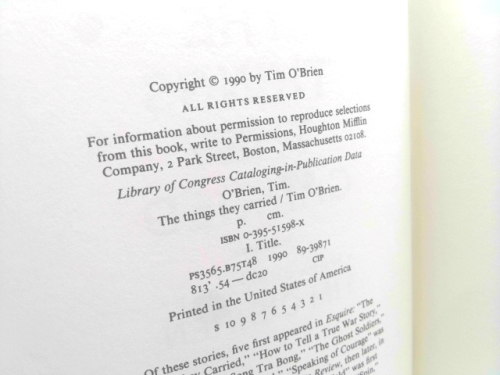 Copyright © 1990 by Tim O'Brien
ALL RIGHTS RESERVED
For information about permission to reproduce selections
from this book, write to Permissions, Houghton Mifflin
Company, 2 Park Street, Boston, Massachusetts 02108.
Library of Congress Cataloging-in-Publication Data
O'Brien, Tim.
The things they carried / Tim O'Brien.
p. cm.
ISBN 0-395-51598-X
I. Title.
PS3565.B75T48 1990
813'.54—dc20 89-39871
CIP
Printed in the United States of America
S 10 9 8 7 6 5 4 3 2 1
Of these stories, five first appeared in Esquire: "The
Carried," "How to Tell a True War Story,"
Tra Bong," "The Ghost Soldiers,"
"Speaking of Courage" was
Review, then later, in
was first